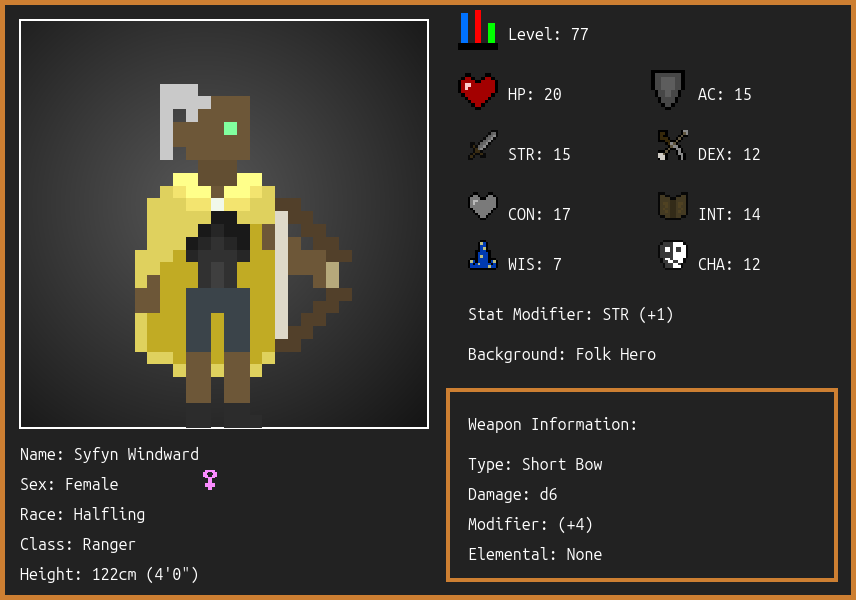 Level: 77
HP: 20
AC: 15
STR: 15
DEX: 12
CON: 17
INT: 14
WIS: 7
CHA: 12
Stat Modifier: STR (+1)
Background: Folk Hero
Weapon Information:
Type: Short Bow
Damage: d6
Modifier: (+4)
Elemental: None
Name: Syfyn Windward
Sex: Female
Race: Halfling
Class: Ranger
Height: 122cm (4'0")